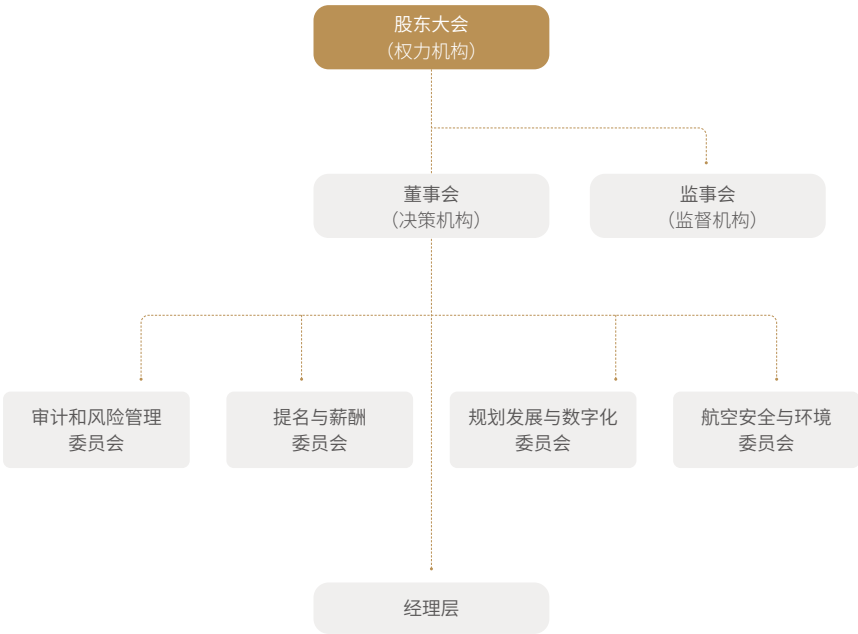 股东大会
（权力机构）
董事会
（决策机构）
监事会
（监督机构）
审计和风险管理
委员会
提名与薪酬
委员会
规划发展与数字化
委员会
航空安全与环境
委员会
经理层